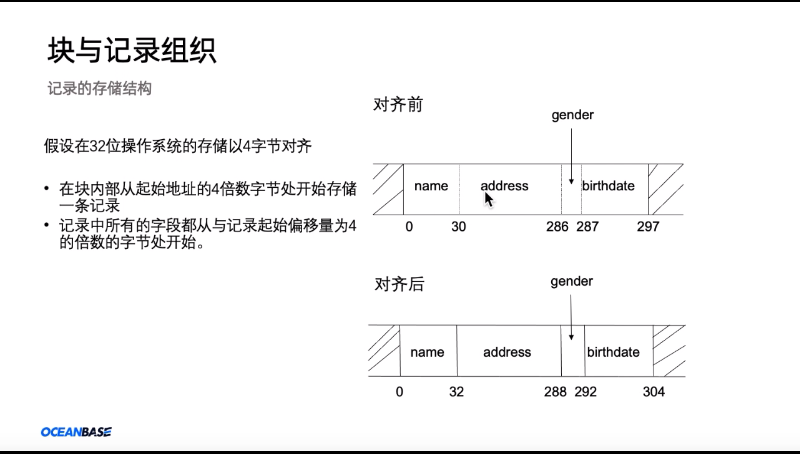 块与记录组织
记录的存储结构
假设在32位操作系统的存储以4字节对齐
• 在块内部从起始地址的4倍数字节处开始存储
一条记录
• 记录中所有的字段都从与记录起始偏移量为4
的倍数的字节处开始。
对齐前
gender
name address birthdate
0 30 286 287 297
对齐后
gender
name address birthdate
0 32 288 292 304
OCEANBASE